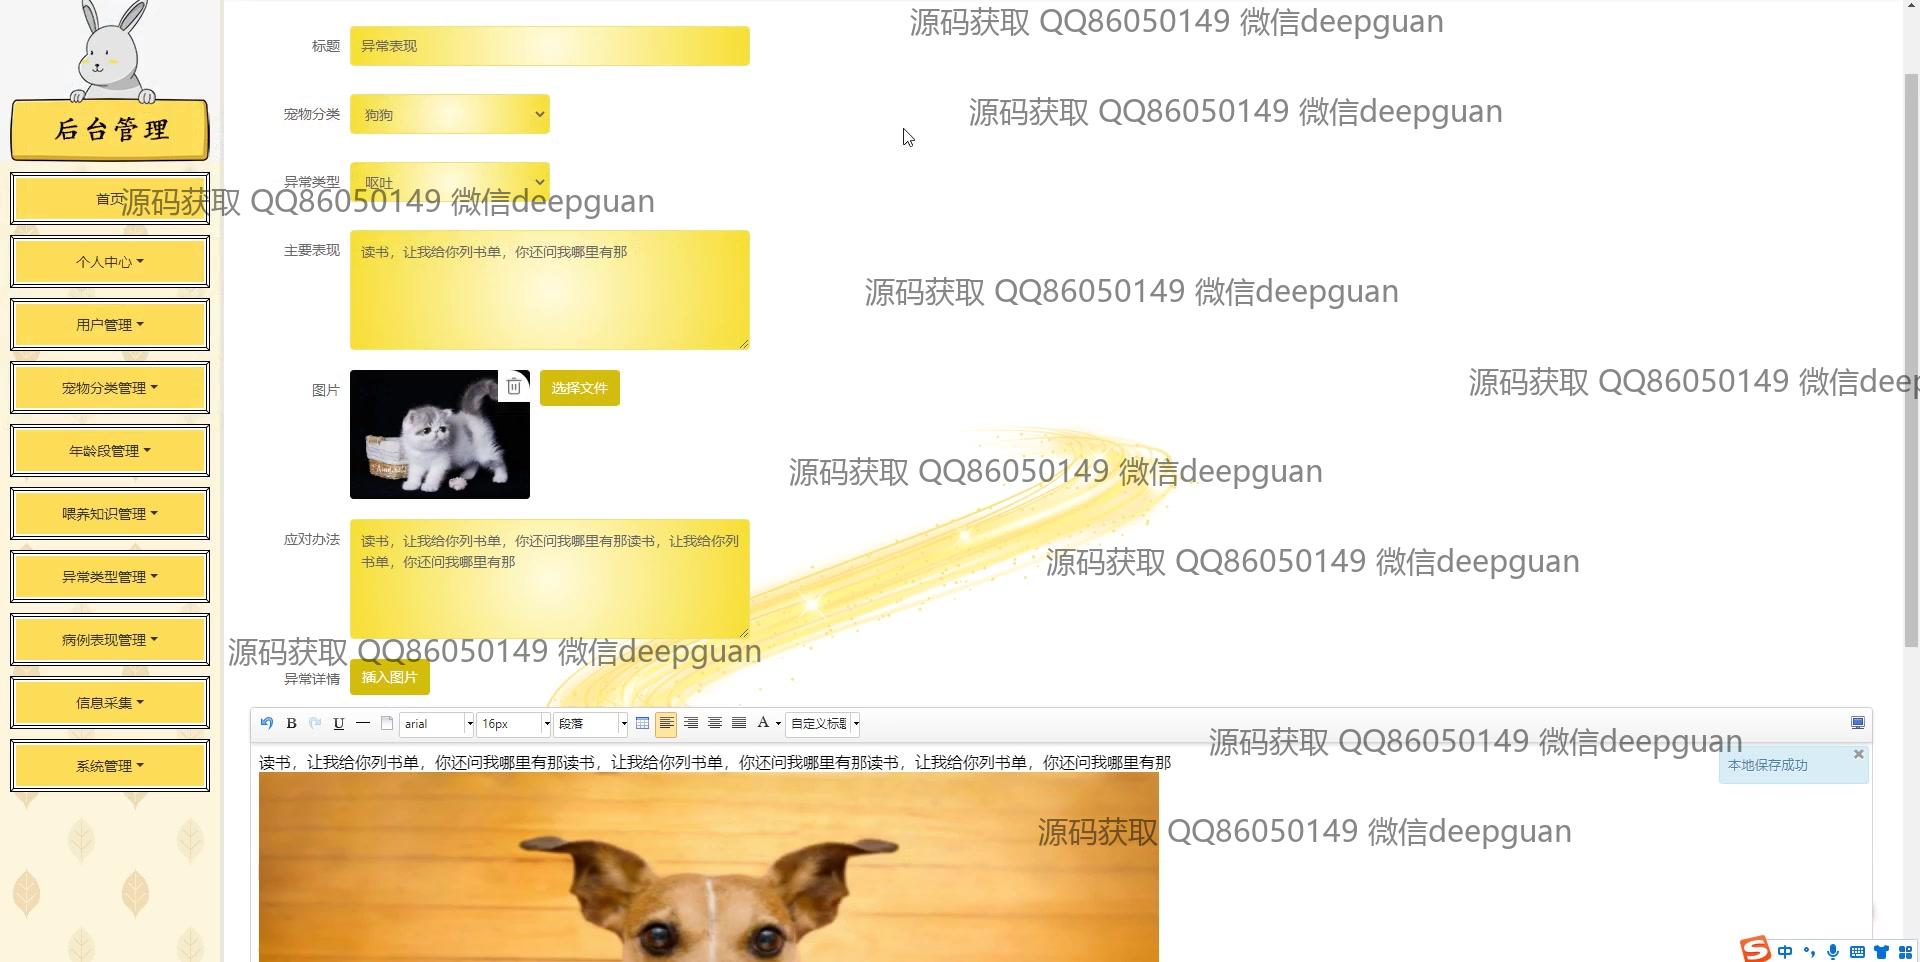 源码获取 QQ86050149 微信deepguan
标题
异常表现
源码获取 QQ86050149 微信deepguan
宠物分类
狗狗
后台管理
异常类型
呕吐
首页
源码获取 QQ86050149 微信deepguan
主要表现
读书，让我给你列书单，你还问我哪里有那
个人中心
源码获取 QQ86050149 微信deepguan
用户管理
图片
选择文件
源码获取 QQ86050149 微信deep
宠物分类管理
年龄段管理
源码获取 QQ86050149 微信deepguan
喂养知识管理
应对办法
读书，让我给你列书单，你还问我哪里有那读书，让我给你列
书单，你还问我哪里有那
源码获取 QQ86050149 微信deepguan
异常类型管理
病例表现管理
源码获取 QQ86050149 微信deepguan
异常详情
插入图片
信息采集
B U arial 16px 段落 A 自定义标题
源码获取 QQ86050149 微信deepguan
系统管理
读书，让我给你列书单，你还问我哪里有那读书，让我给你列书单，你还问我哪里有那读书，让我给你列书单，你还问我哪里有那
本地保存成功
源码获取 QQ86050149 微信deepguan
中